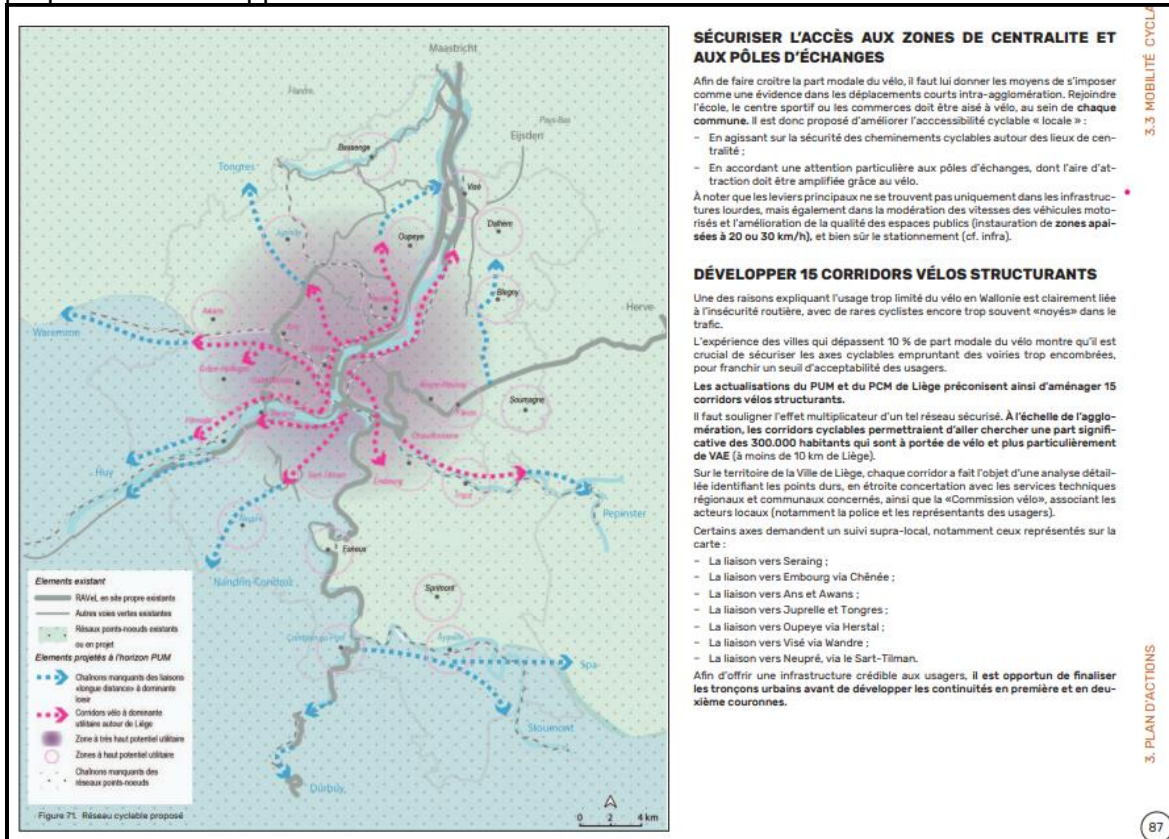 Maastricht
Flandre
Pays-Bas
Eijsden
Bassenge
Tongres
Visé
Dalhem
Oupeye
Blegny
Herve
Awans
Waremme
Grâce-Hollogne
Soumagne
Chaudfontaine
Huy
Sart-Tilman
Embourg
Trooz
Pepinster
Neupré
Esneux
Nandrin-Condroz
Sprimont
Comblain-au-Pont
Aywaille
Spa
Stoumont
Durbuy
Elements existant
RAVeL en site propre existants
Autres voies vertes existantes
Résaux points-noeuds existants
ou en projet
Elements projetés à l'horizon PUM
Chaînons manquants des liaisons
«longue distance» à dominante
loisir
Corridors vélo à dominante
utilitaire autour de Liège
Zone à très haut potentiel utilitaire
Zones à haut potentiel utilitaire
Chaînons manquants des
réseaux points-noeuds
Figure 71. Réseau cyclable proposé
0 2 4 km
SÉCURISER L'ACCÈS AUX ZONES DE CENTRALITE ET
AUX PÔLES D'ÉCHANGES
Afin de faire croître la part modale du vélo, il faut lui donner les moyens de s'imposer
comme une évidence dans les déplacements courts intra-agglomération. Rejoindre
l'école, le centre sportif ou les commerces doit être aisé à vélo, au sein de chaque
commune. Il est donc proposé d'améliorer l'acccessibilité cyclable « locale » :
– En agissant sur la sécurité des cheminements cyclables autour des lieux de cen-
tralité ;
– En accordant une attention particulière aux pôles d'échanges, dont l'aire d'at-
traction doit être amplifiée grâce au vélo.
À noter que les leviers principaux ne se trouvent pas uniquement dans les infrastruc-
tures lourdes, mais également dans la modération des vitesses des véhicules moto-
risés et l'amélioration de la qualité des espaces publics (instauration de zones apai-
sées à 20 ou 30 km/h), et bien sûr le stationnement (cf. infra).
DÉVELOPPER 15 CORRIDORS VÉLOS STRUCTURANTS
Une des raisons expliquant l'usage trop limité du vélo en Wallonie est clairement liée
à l'insécurité routière, avec de rares cyclistes encore trop souvent «noyés» dans le
trafic.
L'expérience des villes qui dépassent 10 % de part modale du vélo montre qu'il est
crucial de sécuriser les axes cyclables empruntant des voiries trop encombrées,
pour franchir un seuil d'acceptabilité des usagers.
Les actualisations du PUM et du PCM de Liège préconisent ainsi d'aménager 15
corridors vélos structurants.
Il faut souligner l'effet multiplicateur d'un tel réseau sécurisé. À l'échelle de l'agglo-
mération, les corridors cyclables permettraient d'aller chercher une part signifi-
cative des 300.000 habitants qui sont à portée de vélo et plus particulièrement
de VAE (à moins de 10 km de Liège).
Sur le territoire de la Ville de Liège, chaque corridor a fait l'objet d'une analyse détail-
lée identifiant les points durs, en étroite concertation avec les services techniques
régionaux et communaux concernés, ainsi que la «Commission vélo», associant les
acteurs locaux (notamment la police et les représentants des usagers).
Certains axes demandent un suivi supra-local, notamment ceux représentés sur la
carte :
– La liaison vers Seraing ;
– La liaison vers Embourg via Chênée ;
– La liaison vers Ans et Awans ;
– La liaison vers Juprelle et Tongres ;
– La liaison vers Oupeye via Herstal ;
– La liaison vers Visé via Wandre ;
– La liaison vers Neupré, via le Sart-Tilman.
Afin d'offrir une infrastructure crédible aux usagers, il est opportun de finaliser
les tronçons urbains avant de développer les continuités en première et en deu-
xième couronnes.
3.3 MOBILITÉ CYCLA
3. PLAN D'ACTIONS
87